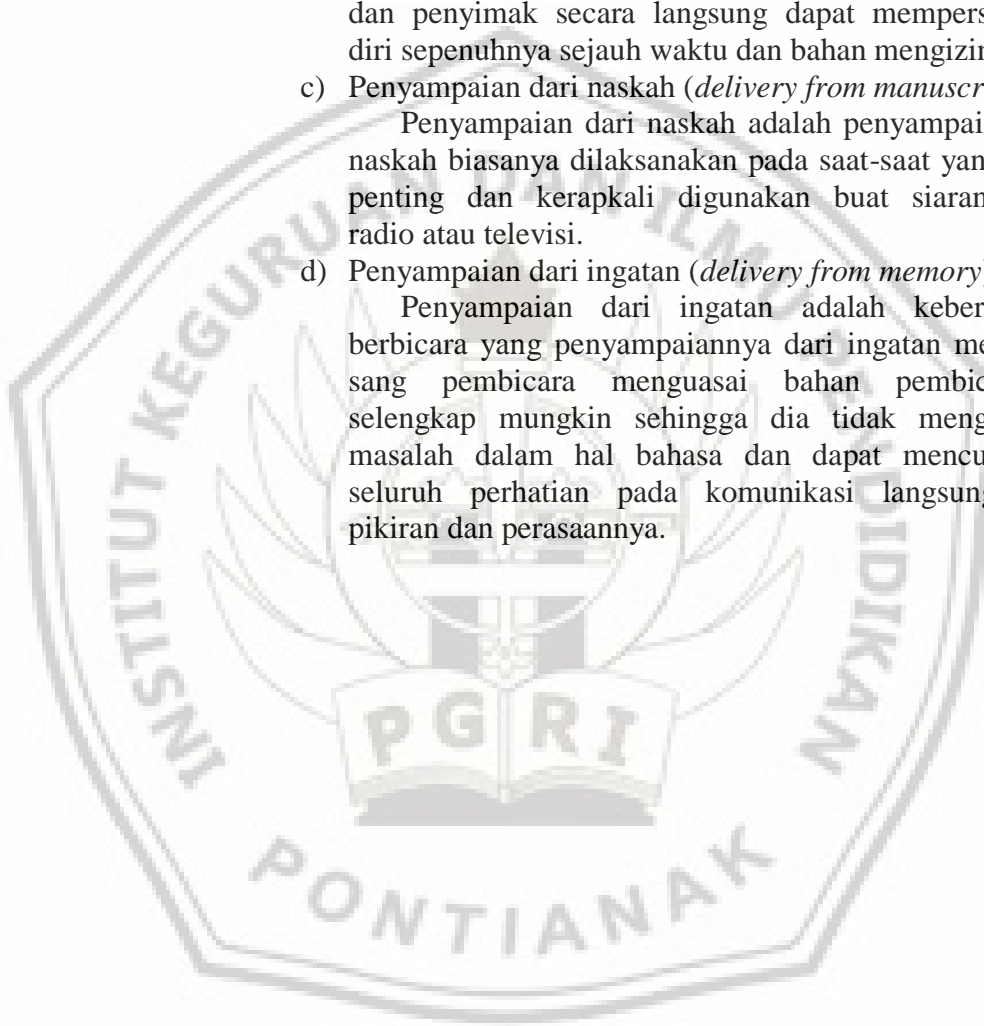 dan penyimak secara langsung dapat mempers
diri sepenuhnya sejauh waktu dan bahan mengizin
c) Penyampaian dari naskah (delivery from manuscr
Penyampaian dari naskah adalah penyampai
naskah biasanya dilaksanakan pada saat-saat yan
penting dan kerapkali digunakan buat siaran
radio atau televisi.
d) Penyampaian dari ingatan (delivery from memory)
Penyampaian dari ingatan adalah keber
berbicara yang penyampaiannya dari ingatan me
sang pembicara menguasai bahan pembic
selengkap mungkin sehingga dia tidak meng
masalah dalam hal bahasa dan dapat mencu
seluruh perhatian pada komunikasi langsung
pikiran dan perasaannya.
INSTITUT KEGURUAN DAN ILMU PENDIDIKAN
PGRI
PONTIANAK